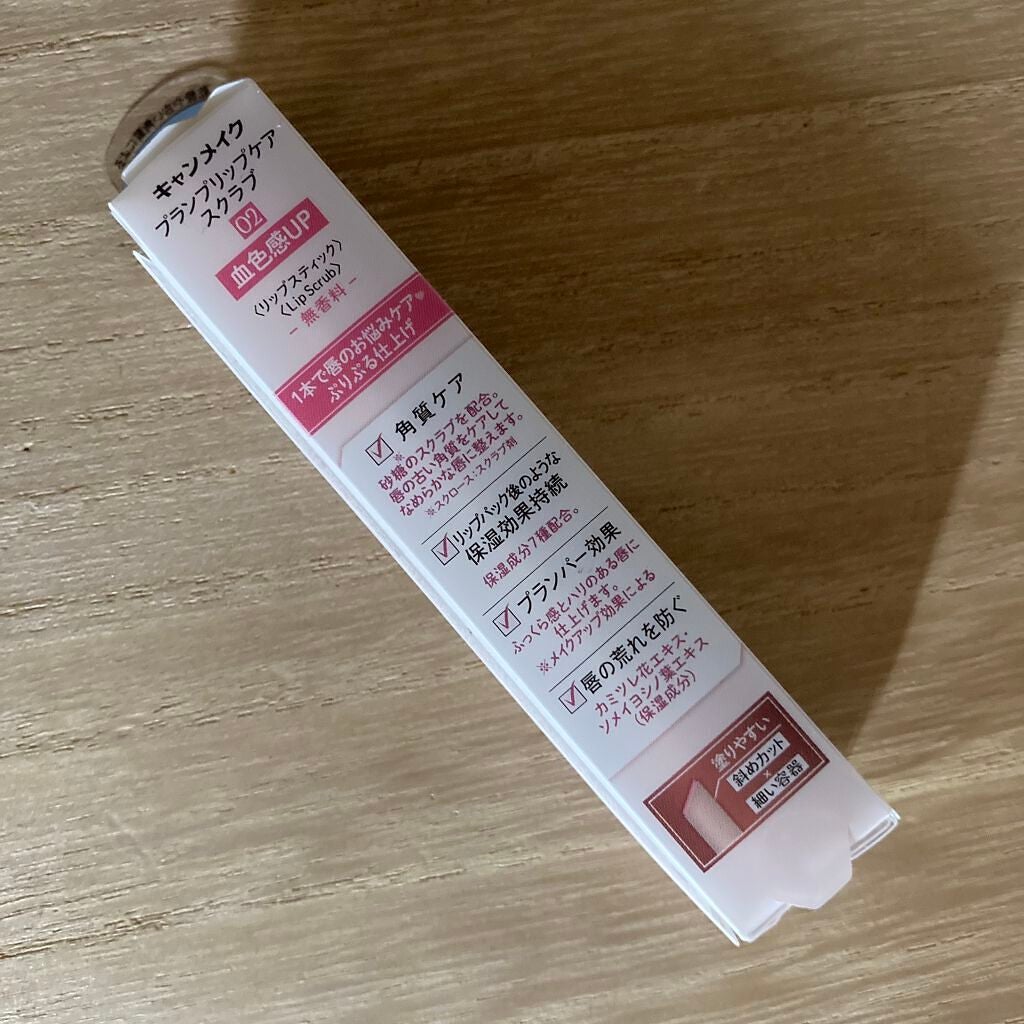 キャンメイク
プランプリップケア
スクラブ
02
血色感UP
〈リップスティック〉
〈Lip Scrub〉
- 無香料 -
1本で唇のお悩みケア♥
ぷりぷる仕上げ
角質ケア
砂糖※のスクラブを配合。
唇の古い角質をケアして
なめらかな唇に整えます。
※スクロース:スクラブ剤
リップパック後のような
保湿効果持続
保湿成分7種配合。
プランパー効果
ふっくら感とハリのある唇に
仕上げます。
※メイクアップ効果による
唇の荒れを防ぐ
カミツレ花エキス・
ソメイヨシノ葉エキス
(保湿成分)
塗りやすい
斜めカット
×
細い容器